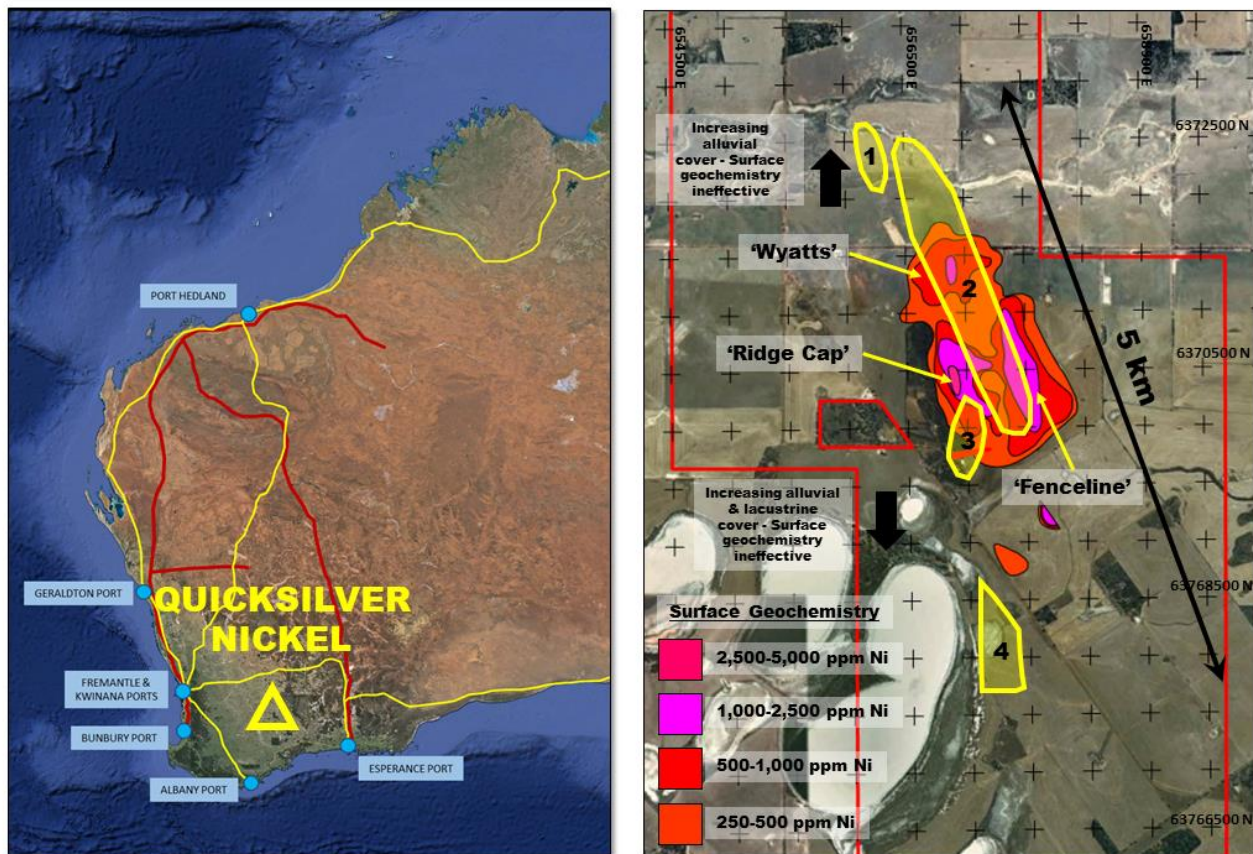 PORT HEDLAND
GERALDTON PORT
QUICKSILVER
NICKEL
FREMANTLE &
KWINANA PORTS
BUNBURY PORT
ALBANY PORT
ESPERANCE PORT
654500 E
656500 E
6372500 N
Increasing
alluvial
cover - Surface
geochemistry
ineffective
1
'Wyatts'
2
'Ridge Cap'
6370500 N
5 km
3
'Fenceline'
Increasing alluvial
& lacustrine
cover - Surface
geochemistry
ineffective
63768500 N
4
Surface Geochemistry
2,500-5,000 ppm Ni
1,000-2,500 ppm Ni
500-1,000 ppm Ni
250-500 ppm Ni
63766500 N